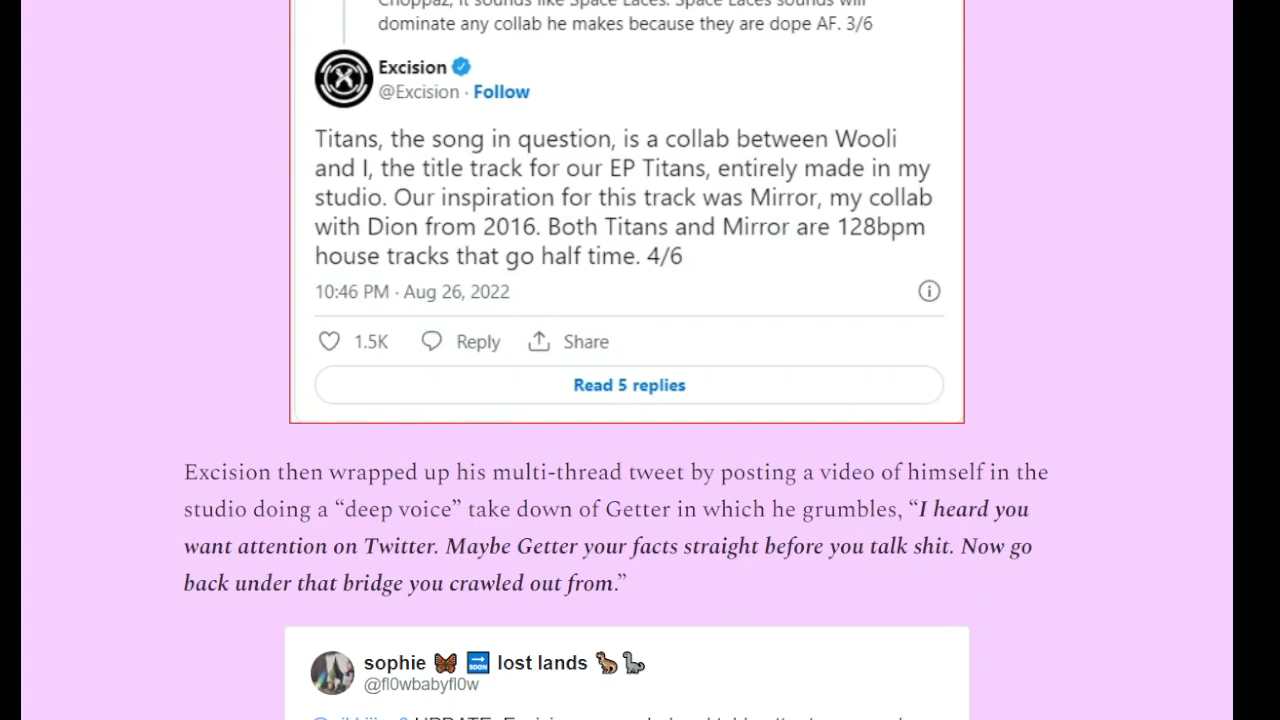 Choppaz, it sounds like Space Laces. Space Laces sounds will
dominate any collab he makes because they are dope AF. 3/6
Excision
@Excision · Follow
Titans, the song in question, is a collab between Wooli
and I, the title track for our EP Titans, entirely made in my
studio. Our inspiration for this track was Mirror, my collab
with Dion from 2016. Both Titans and Mirror are 128bpm
house tracks that go half time. 4/6
10:46 PM · Aug 26, 2022
1.5K Reply Share
Read 5 replies
Excision then wrapped up his multi-thread tweet by posting a video of himself in the
studio doing a “deep voice” take down of Getter in which he grumbles, “I heard you
want attention on Twitter. Maybe Getter your facts straight before you talk shit. Now go
back under that bridge you crawled out from.”
sophie 🦋 🔜 lost lands 🦖🦕
@fl0wbabyfl0w